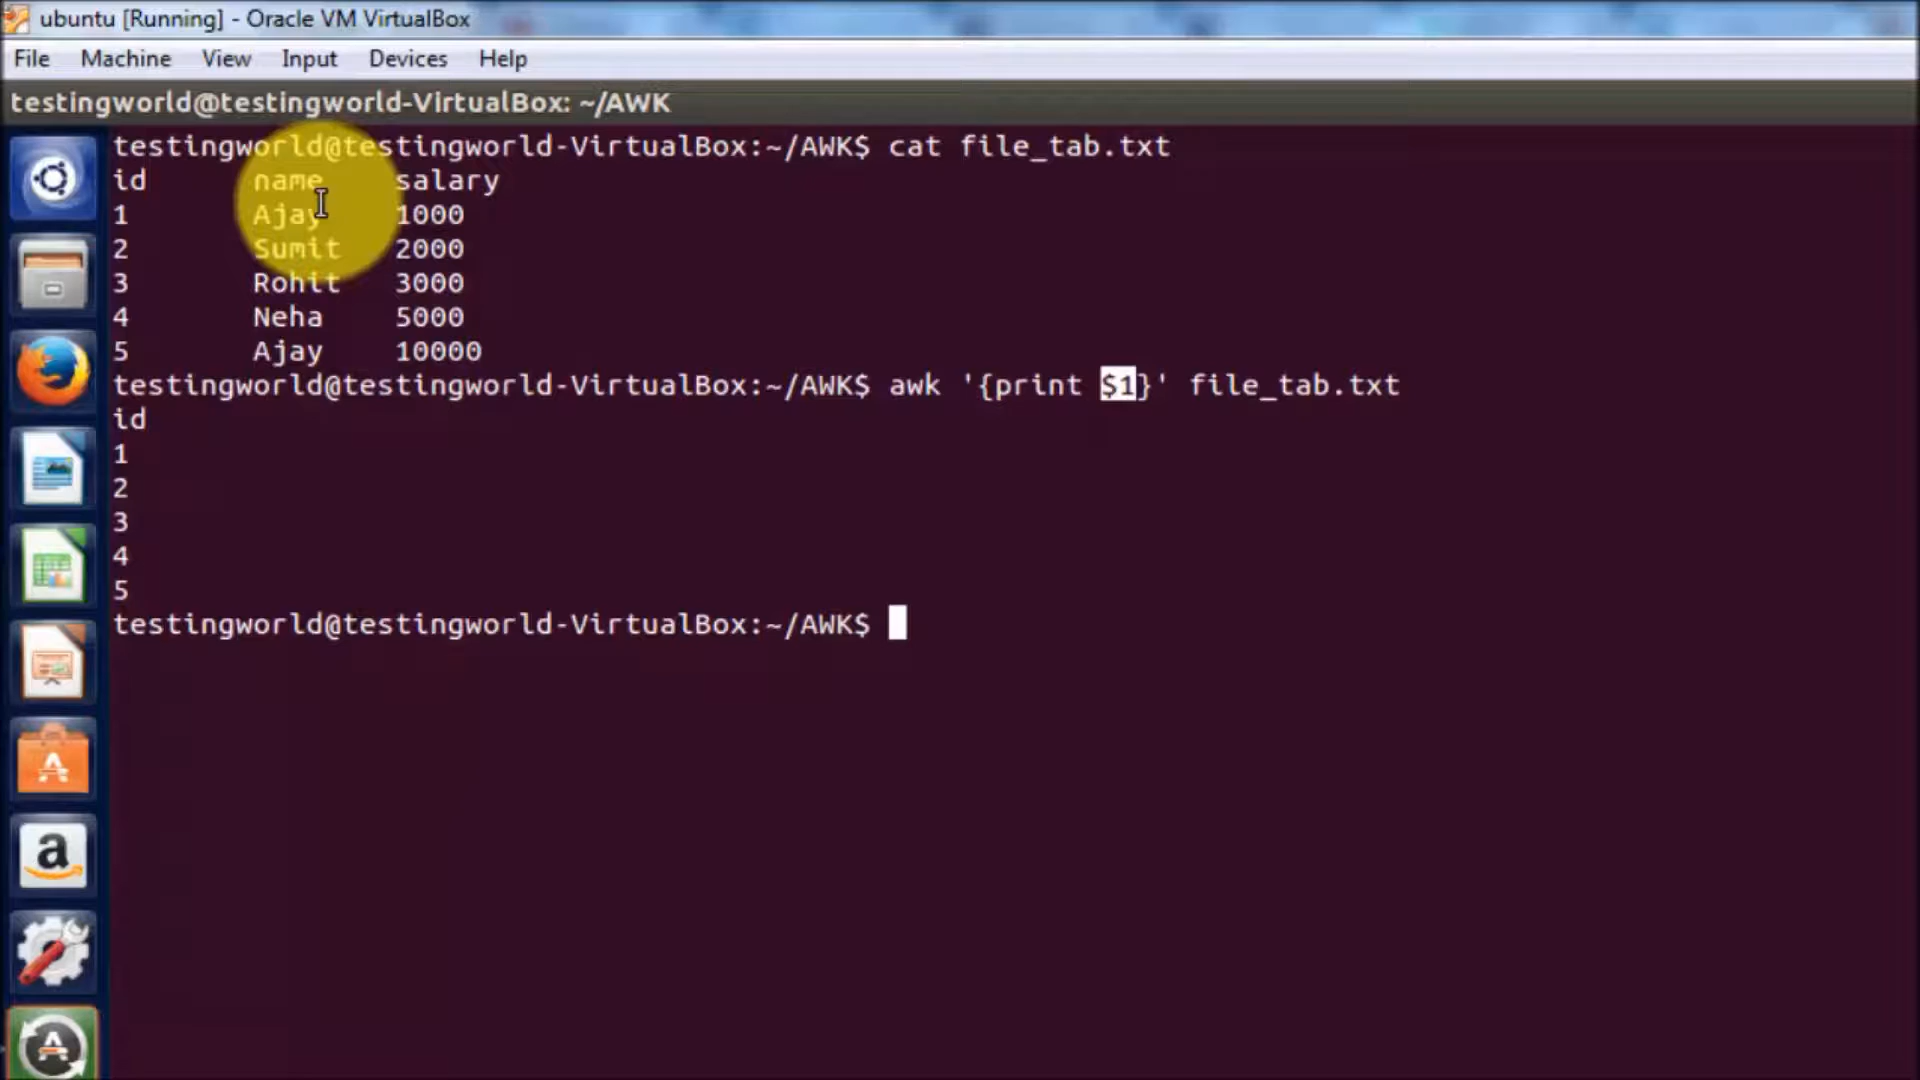 ubuntu [Running] - Oracle VM VirtualBox
File Machine View Input Devices Help
testingworld@testingworld-VirtualBox: ~/AWK
testingworld@testingworld-VirtualBox:~/AWK$ cat file_tab.txt
id name salary
1 Ajay 1000
2 Sumit 2000
3 Rohit 3000
4 Neha 5000
5 Ajay 10000
testingworld@testingworld-VirtualBox:~/AWK$ awk '{print $1}' file_tab.txt
id
1
2
3
4
5
testingworld@testingworld-VirtualBox:~/AWK$